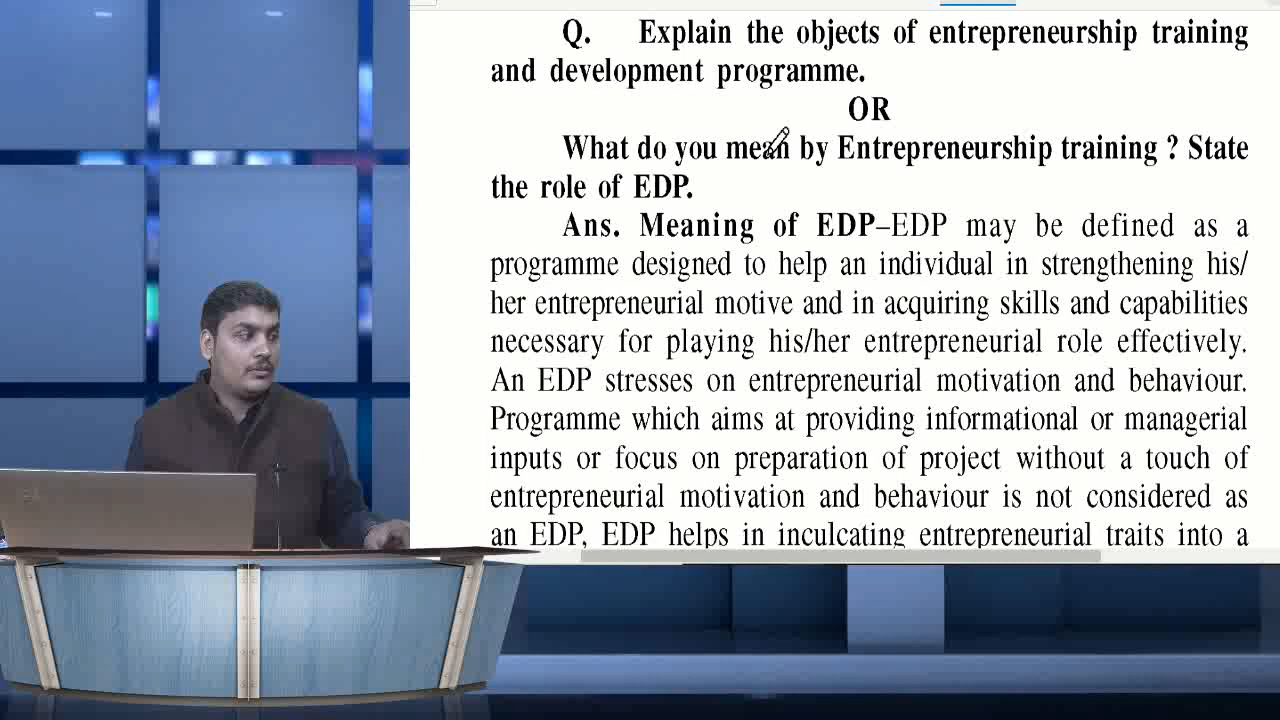 Q. Explain the objects of entrepreneurship training
and development programme.
OR
What do you mean by Entrepreneurship training ? State
the role of EDP.
Ans. Meaning of EDP–EDP may be defined as a
programme designed to help an individual in strengthening his/
her entrepreneurial motive and in acquiring skills and capabilities
necessary for playing his/her entrepreneurial role effectively.
An EDP stresses on entrepreneurial motivation and behaviour.
Programme which aims at providing informational or managerial
inputs or focus on preparation of project without a touch of
entrepreneurial motivation and behaviour is not considered as
an EDP, EDP helps in inculcating entrepreneurial traits into a